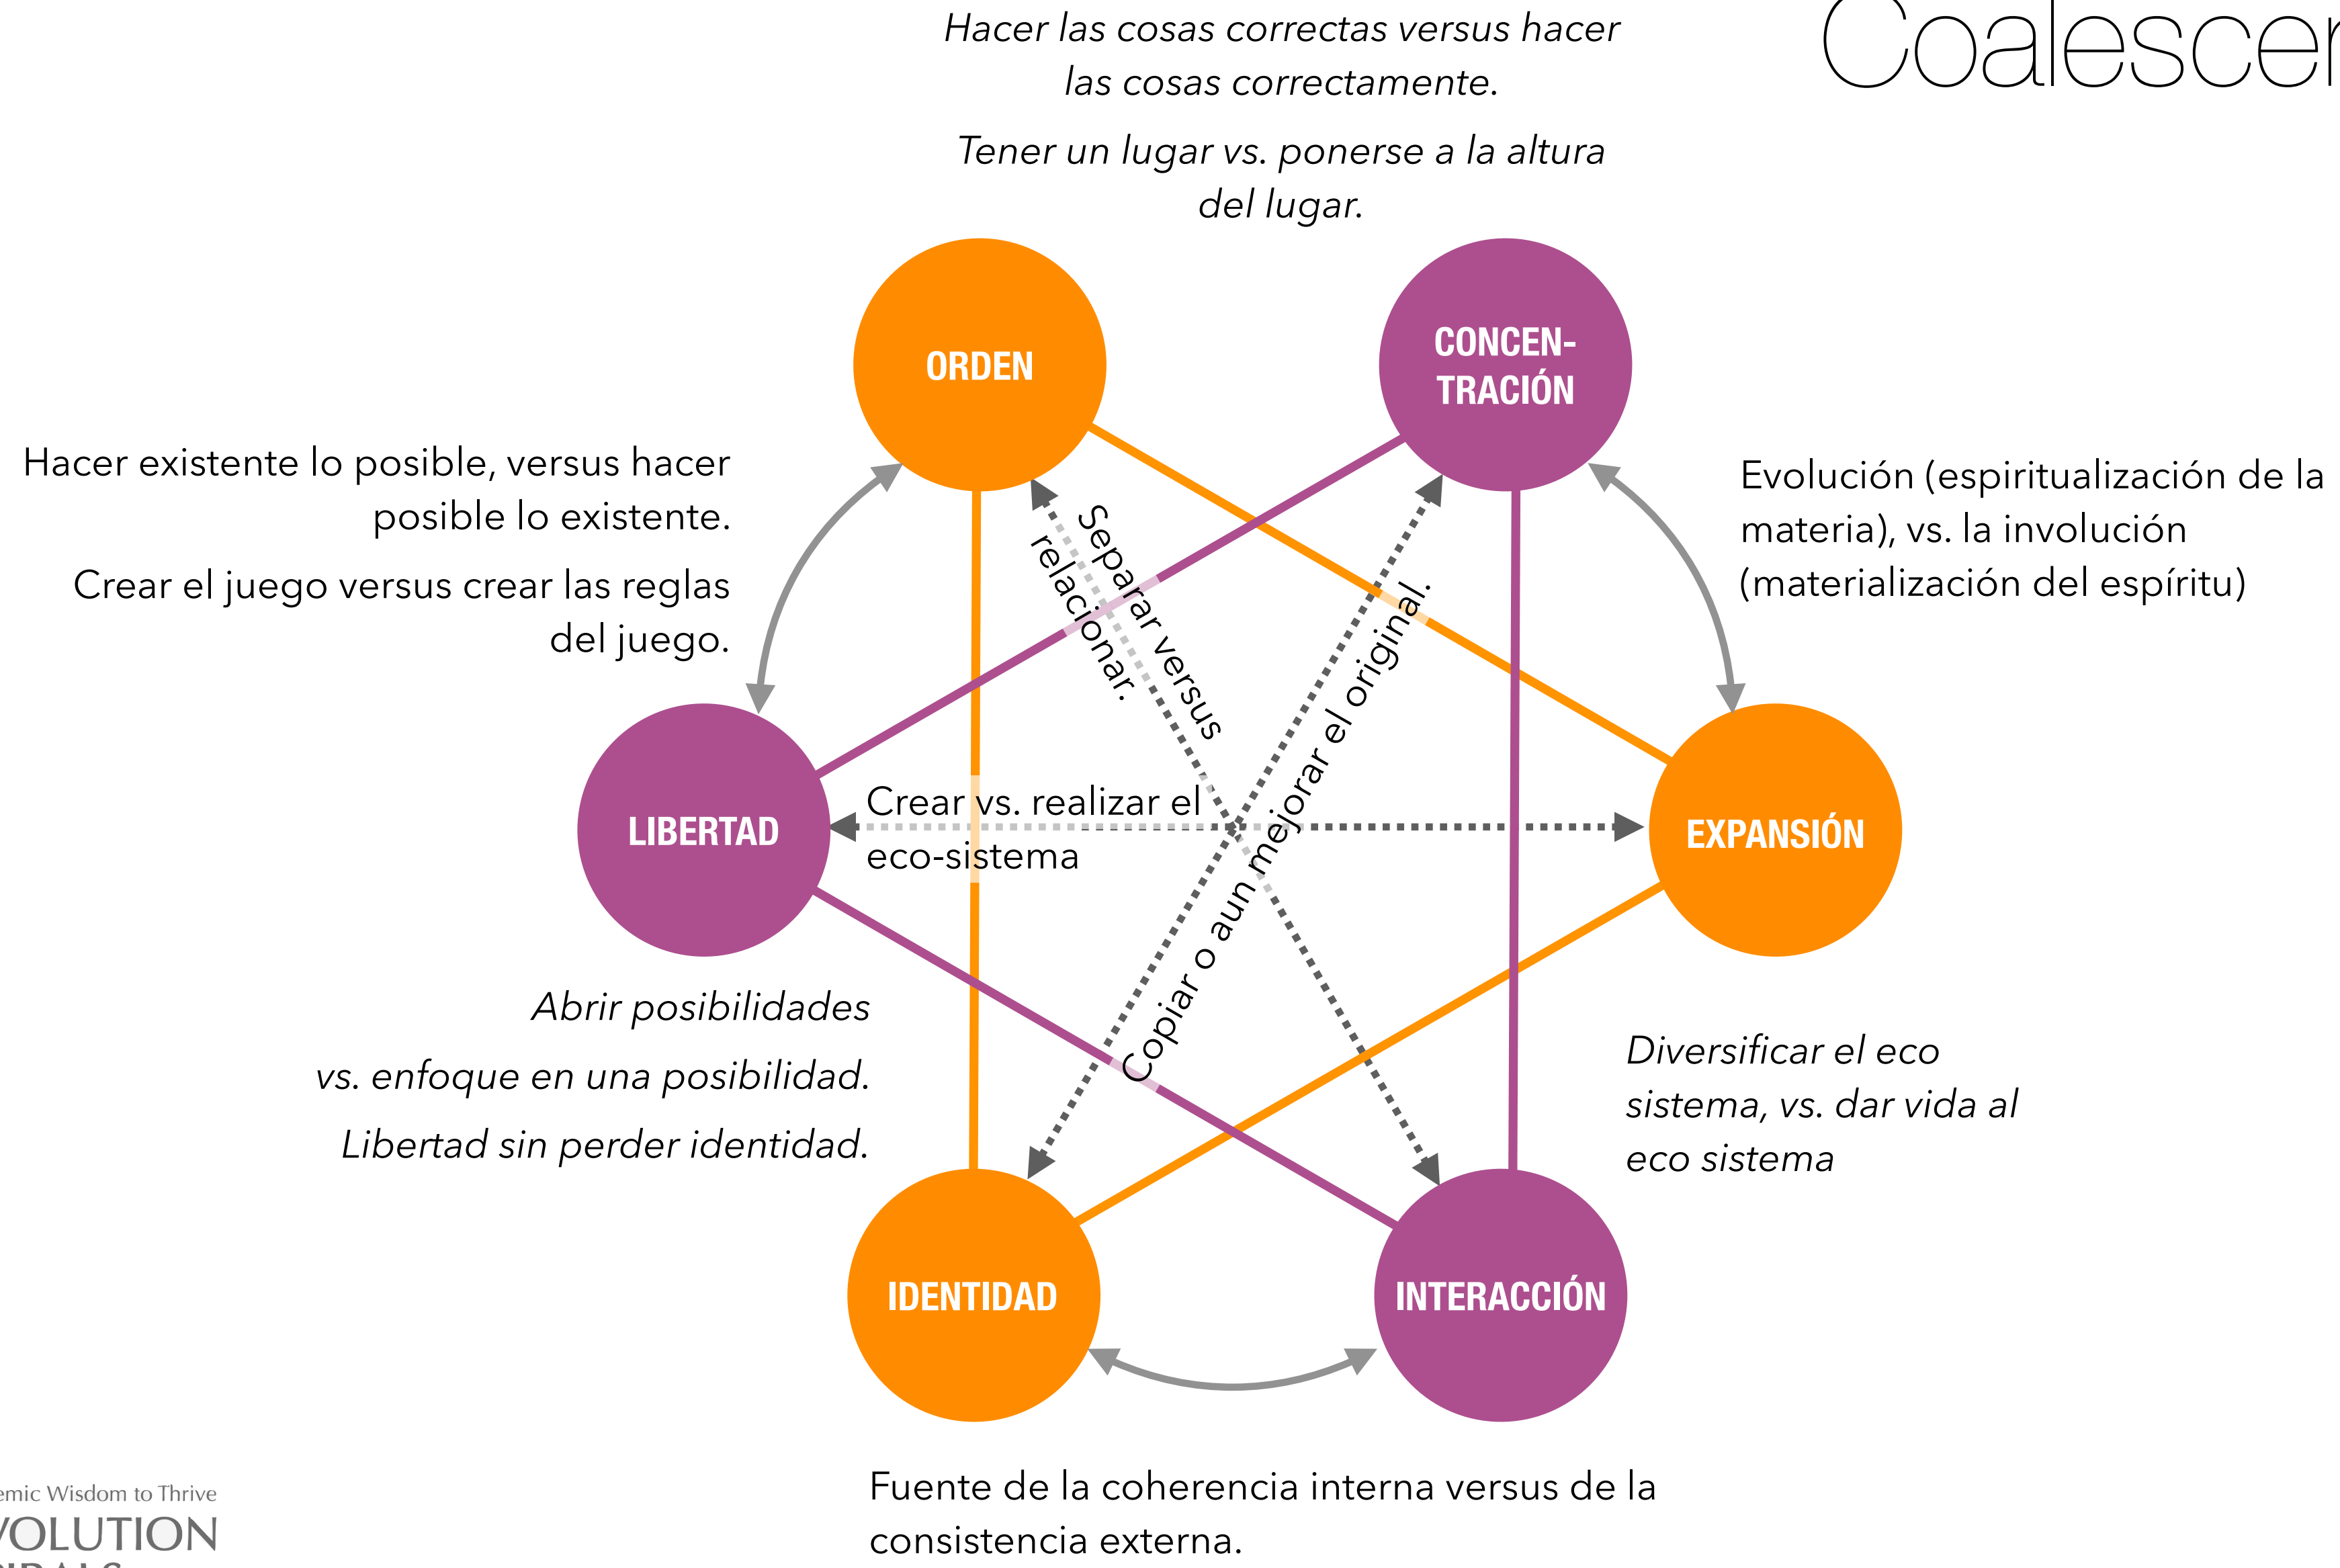 Hacer las cosas correctas versus hacer
las cosas correctamente.
Tener un lugar vs. ponerse a la altura
del lugar.
ORDEN
CONCEN-
TRACIÓN
Hacer existente lo posible, versus hacer
posible lo existente.
Crear el juego versus crear las reglas
del juego.
Evolución (espiritualización de la
materia), vs. la involución
(materialización del espíritu)
Separar versus
relacionar.
Copiar o aun mejorar el original.
LIBERTAD
Crear vs. realizar el
eco-sistema
EXPANSIÓN
Abrir posibilidades
vs. enfoque en una posibilidad.
Libertad sin perder identidad.
Diversificar el eco
sistema, vs. dar vida al
eco sistema
IDENTIDAD
INTERACCIÓN
Fuente de la coherencia interna versus de la
consistencia externa.
Wisdom to Thrive